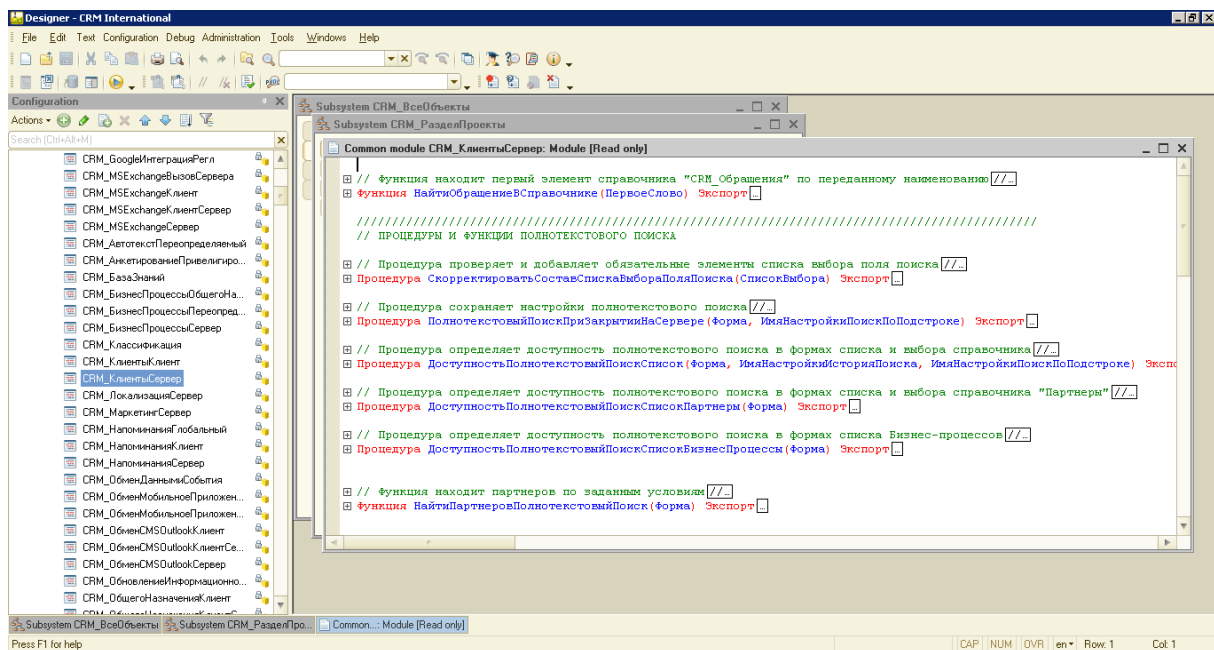 Designer - CRM International
File Edit Text Configuration Debug Administration Tools Windows Help
Configuration
Actions
Search (Ctrl+Alt+M)
CRM_GoogleИнтеграцияРегл
CRM_MSExchangeВызовСервера
CRM_MSExchangeКлиент
CRM_MSExchangeКлиентСервер
CRM_MSExchangeСервер
CRM_АвтотекстПереопределяемый
CRM_АнкетированиеПривелигиро...
CRM_БазаЗнаний
CRM_БизнесПроцессыОбщегоНа...
CRM_БизнесПроцессыПереопред...
CRM_БизнесПроцессыСервер
CRM_Классификация
CRM_КлиентыКлиент
CRM_КлиентыСервер
CRM_ЛокализацияСервер
CRM_МаркетингСервер
CRM_НапоминанияГлобальный
CRM_НапоминанияКлиент
CRM_НапоминанияСервер
CRM_ОбменДаннымиСобытия
CRM_ОбменМобильноеПриложен...
CRM_ОбменМобильноеПриложен...
CRM_ОбменСMSOutlookКлиент
CRM_ОбменСMSOutlookКлиентСе...
CRM_ОбменСMSOutlookСервер
CRM_ОбновлениеИнформационно...
CRM_ОбщегоНазначенияКлиент
Subsystem CRM_ВсеОбъекты
Subsystem CRM_РазделПроекты
Common module CRM_КлиентыСервер: Module [Read only]
// Функция находит первый элемент справочника "CRM_Обращения" по переданному наименованию //…
Функция НайтиОбращениеВСправочнике(ПервоеСлово) Экспорт …
////////////////////////////////////////////////////////////////////////////////
// ПРОЦЕДУРЫ И ФУНКЦИИ ПОЛНОТЕКСТОВОГО ПОИСКА
// Процедура проверяет и добавляет обязательные элементы списка выбора поля поиска //…
Процедура СкорректироватьСоставСпискаВыбораПоляПоиска(СписокВыбора) Экспорт …
// Процедура сохраняет настройки полнотекстового поиска //…
Процедура ПолнотекстовыйПоискПриЗакрытииНаСервере(Форма, ИмяНастройкиПоискПоПодстроке) Экспорт …
// Процедура определяет доступность полнотекстового поиска в формах списка и выбора справочника //…
Процедура ДоступностьПолнотекстовыйПоискСписок(Форма, ИмяНастройкиИсторияПоиска, ИмяНастройкиПоискПоПодстроке) Экспо
// Процедура определяет доступность полнотекстового поиска в формах списка и выбора справочника "Партнеры" //…
Процедура ДоступностьПолнотекстовыйПоискСписокПартнеры(Форма) Экспорт …
// Процедура определяет доступность полнотекстового поиска в формах списка Бизнес-процессов //…
Процедура ДоступностьПолнотекстовыйПоискСписокБизнесПроцессы(Форма) Экспорт …
// Функция находит партнеров по заданным условиям //…
Функция НайтиПартнеровПолнотекстовыйПоиск(Форма) Экспорт …
Subsystem CRM_ВсеОбъекты Subsystem CRM_РазделПро... Common...: Module [Read only]
Press F1 for help CAP NUM OVR en Row: 1 Col: 1